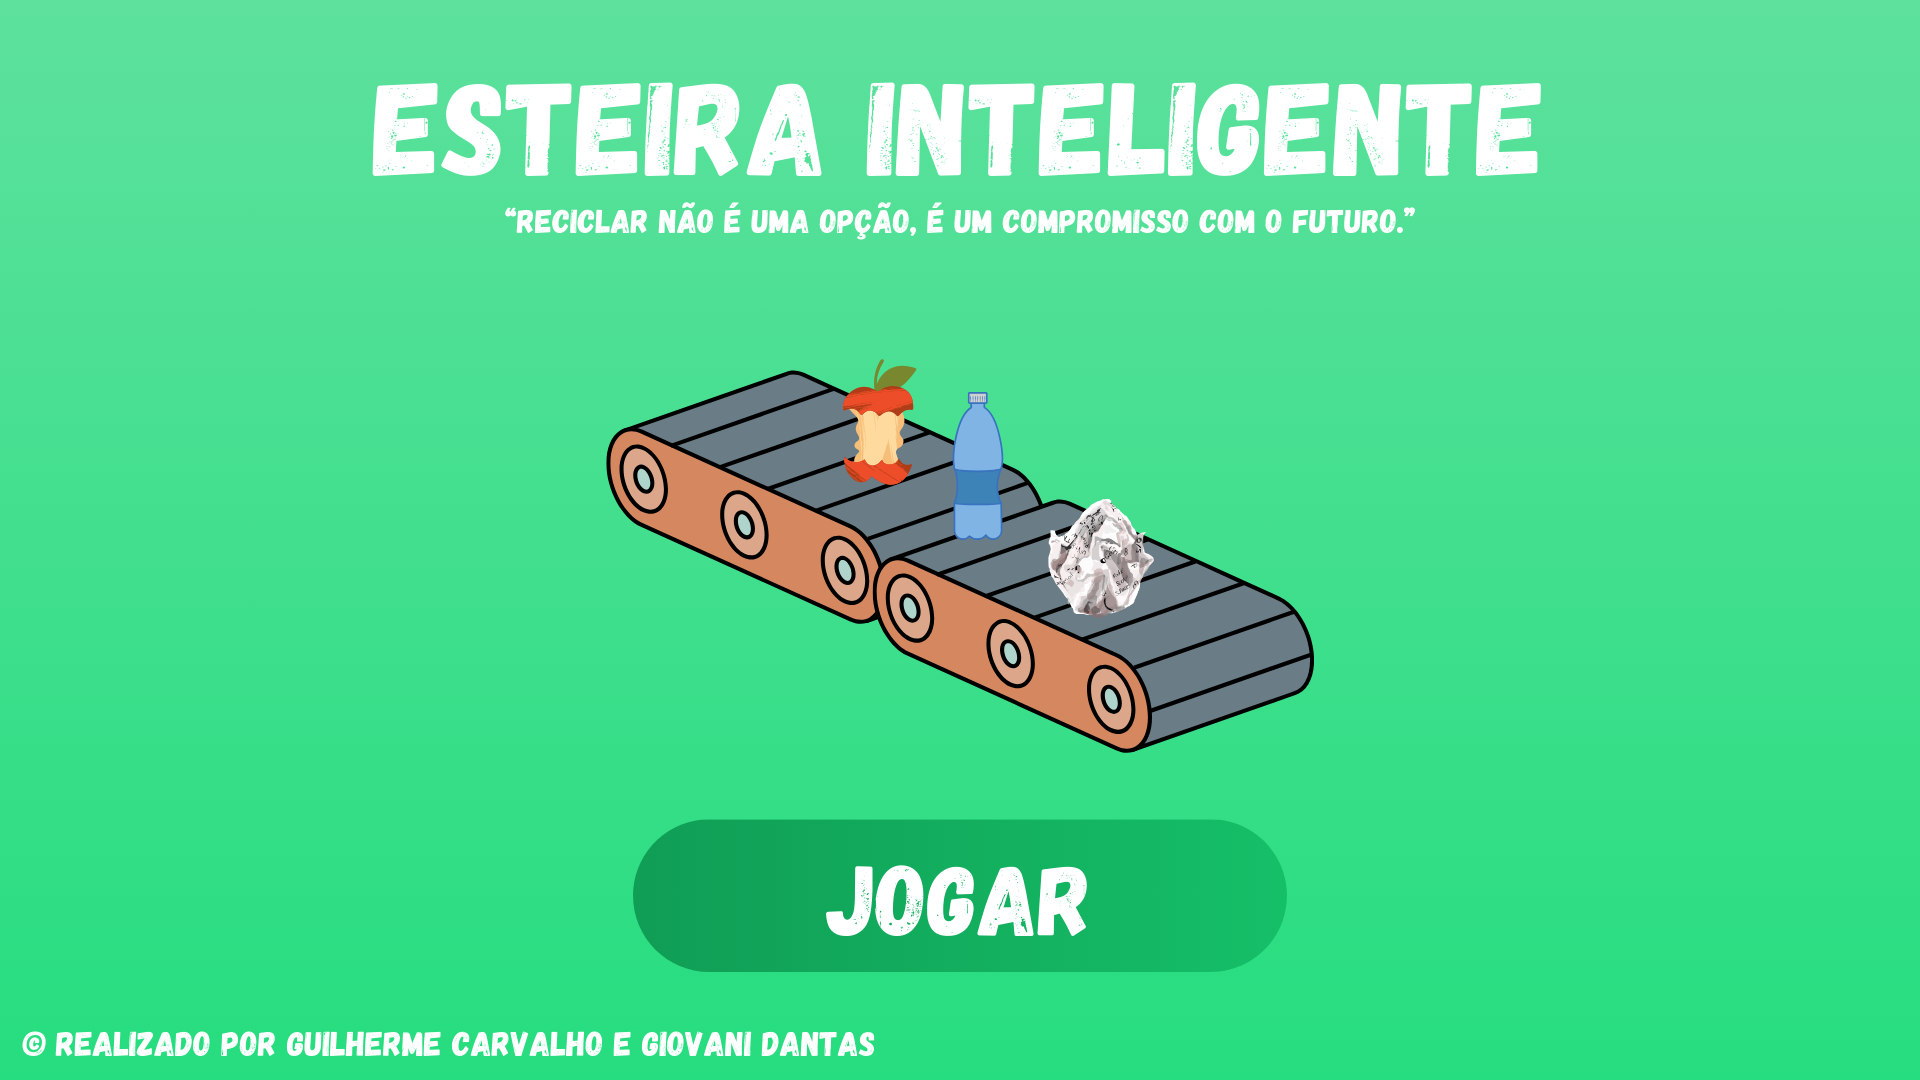 ESTEIRA INTELIGENTE
“RECICLAR NÃO É UMA OPÇÃO, É UM COMPROMISSO COM O FUTURO.”
JOGAR
© REALIZADO POR GUILHERME CARVALHO E GIOVANI DANTAS